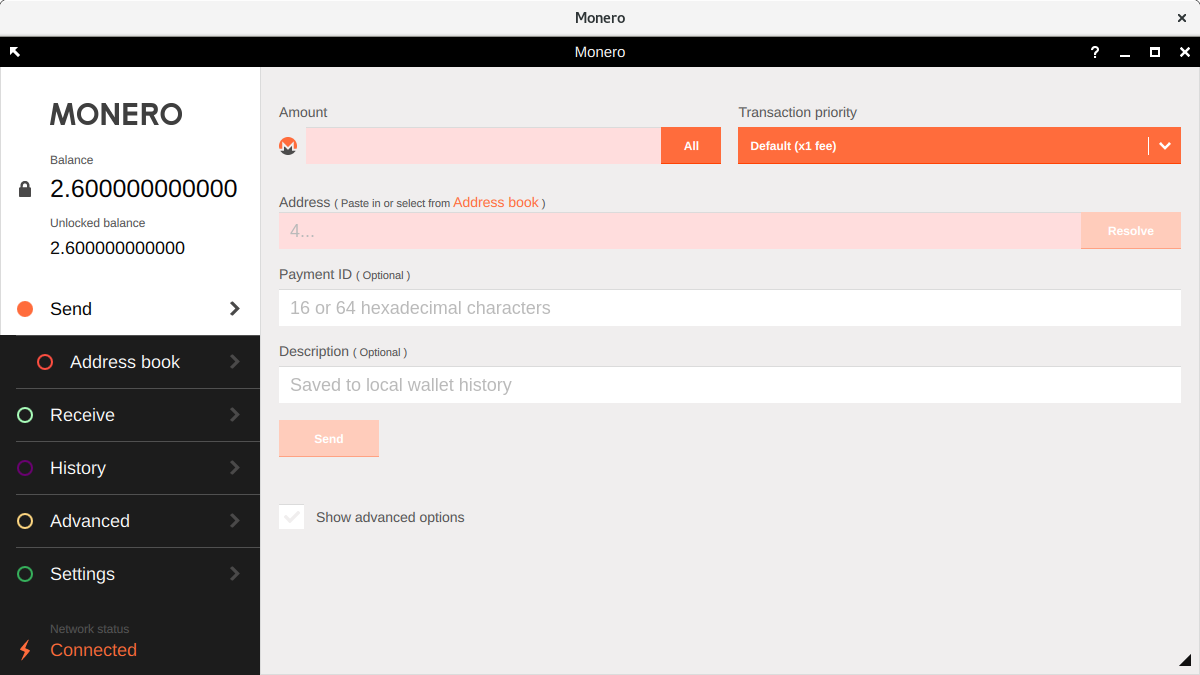 Monero
Monero
?
MONERO
Balance
2.600000000000
Unlocked balance
2.600000000000
Send
Address book
Receive
History
Advanced
Settings
Network status
Connected
Amount
All
Transaction priority
Default (x1 fee)
Address ( Paste in or select from Address book )
4...
Resolve
Payment ID ( Optional )
16 or 64 hexadecimal characters
Description ( Optional )
Saved to local wallet history
Send
Show advanced options